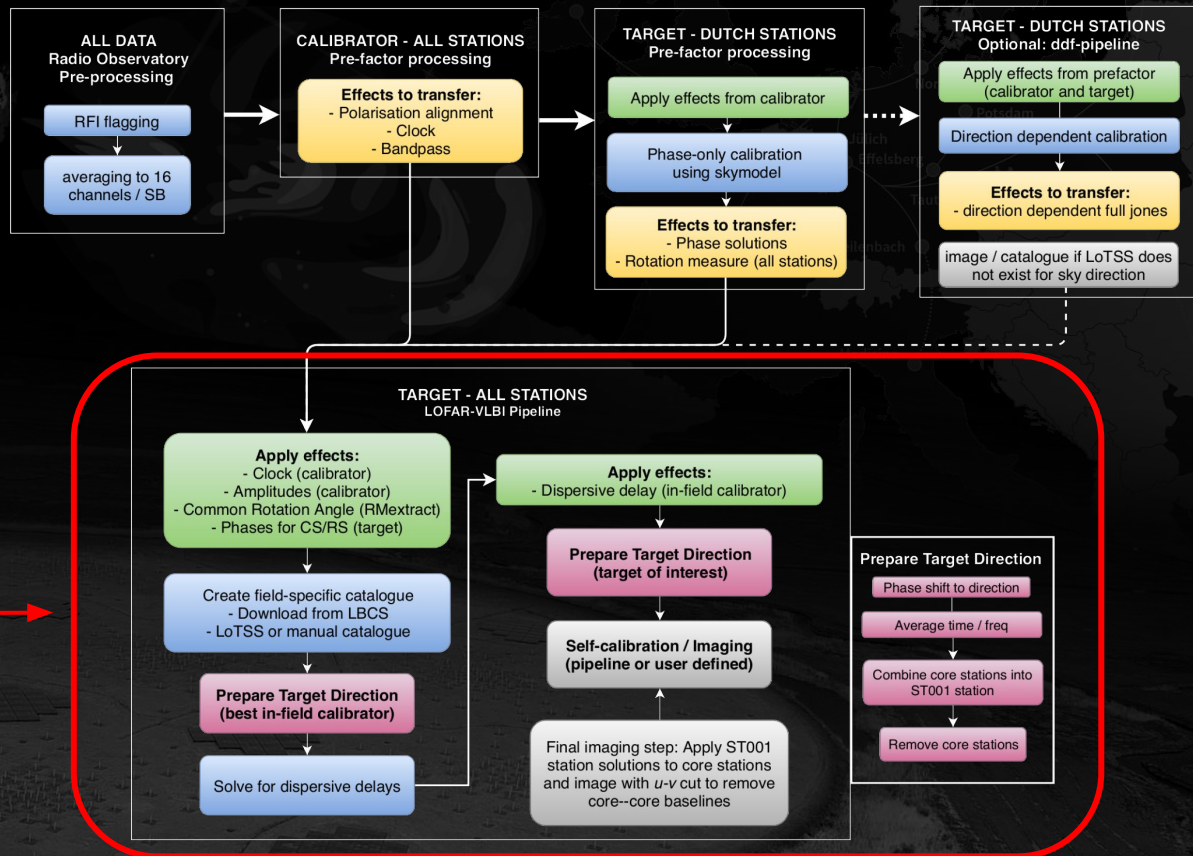 ALL DATA
Radio Observatory
Pre-processing
RFI flagging
averaging to 16
channels / SB
CALIBRATOR - ALL STATIONS
Pre-factor processing
Effects to transfer:
- Polarisation alignment
- Clock
- Bandpass
TARGET - DUTCH STATIONS
Pre-factor processing
Apply effects from calibrator
Phase-only calibration
using skymodel
Effects to transfer:
- Phase solutions
- Rotation measure (all stations)
TARGET - DUTCH STATIONS
Optional: ddf-pipeline
Apply effects from prefactor
(calibrator and target)
Potsdam
Direction dependent calibration
Jülich
Effelsberg
Effects to transfer:
- direction dependent full jones
image / catalogue if LoTSS does
not exist for sky direction
TARGET - ALL STATIONS
LOFAR-VLBI Pipeline
Apply effects:
- Clock (calibrator)
- Amplitudes (calibrator)
- Common Rotation Angle (RMextract)
- Phases for CS/RS (target)
Create field-specific catalogue
- Download from LBCS
- LoTSS or manual catalogue
Prepare Target Direction
(best in-field calibrator)
Solve for dispersive delays
Apply effects:
- Dispersive delay (in-field calibrator)
Prepare Target Direction
(target of interest)
Self-calibration / Imaging
(pipeline or user defined)
Final imaging step: Apply ST001
station solutions to core stations
and image with u-v cut to remove
core--core baselines
Prepare Target Direction
Phase shift to direction
Average time / freq
Combine core stations into
ST001 station
Remove core stations